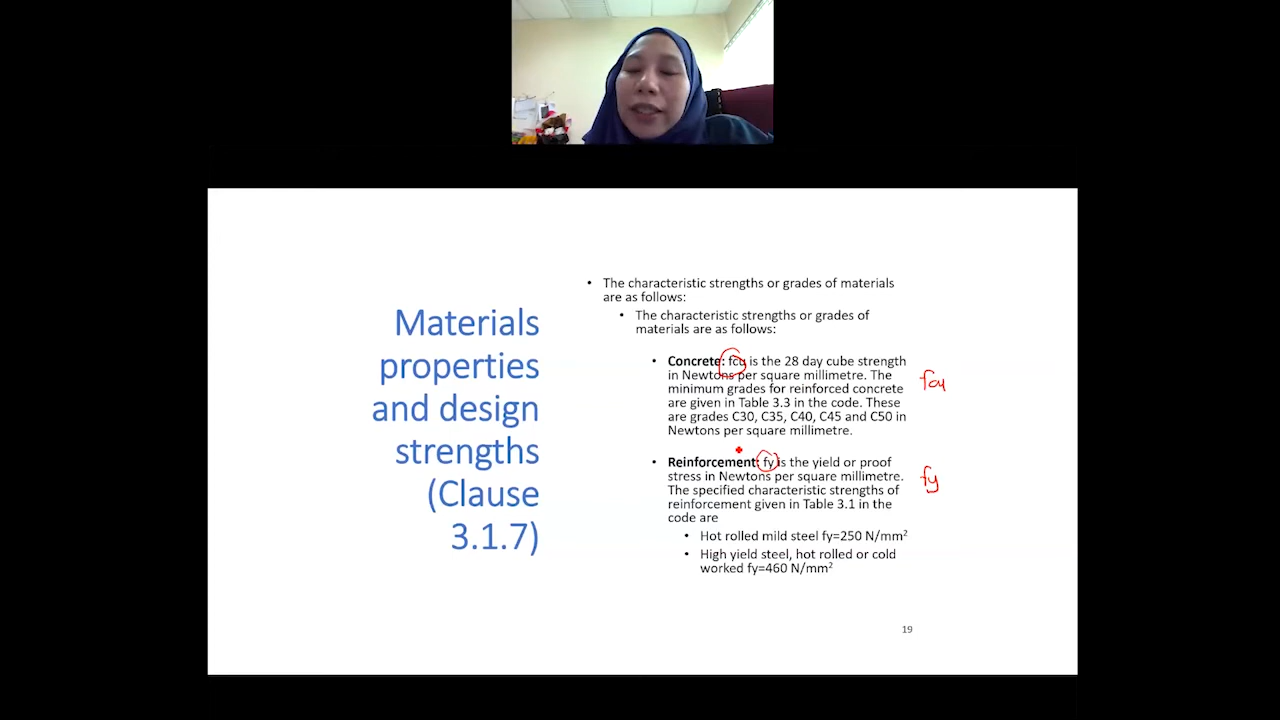 Materials
properties
and design
strengths
(Clause
3.1.7)
• The characteristic strengths or grades of materials
are as follows:
• The characteristic strengths or grades of
materials are as follows:
• Concrete: fcu is the 28 day cube strength
in Newtons per square millimetre. The
minimum grades for reinforced concrete
are given in Table 3.3 in the code. These
are grades C30, C35, C40, C45 and C50 in
Newtons per square millimetre.
fcu
• Reinforcement: fy is the yield or proof
stress in Newtons per square millimetre.
The specified characteristic strengths of
reinforcement given in Table 3.1 in the
code are
fy
• Hot rolled mild steel fy=250 N/mm²
• High yield steel, hot rolled or cold
worked fy=460 N/mm²
19